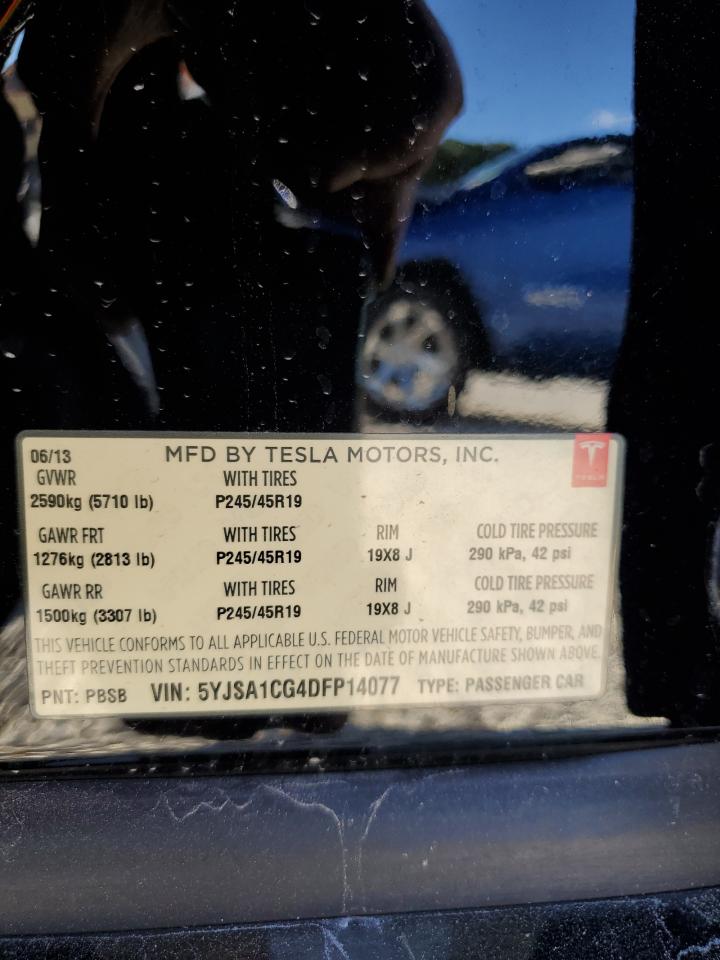 06/13 MFD BY TESLA MOTORS, INC.
TESLA
GVWR WITH TIRES
2590kg (5710 lb) P245/45R19
GAWR FRT WITH TIRES RIM COLD TIRE PRESSURE
1276kg (2813 lb) P245/45R19 19X8 J 290 kPa, 42 psi
GAWR RR WITH TIRES RIM COLD TIRE PRESSURE
1500kg (3307 lb) P245/45R19 19X8 J 290 kPa, 42 psi
THIS VEHICLE CONFORMS TO ALL APPLICABLE U.S. FEDERAL MOTOR VEHICLE SAFETY, BUMPER, AND
THEFT PREVENTION STANDARDS IN EFFECT ON THE DATE OF MANUFACTURE SHOWN ABOVE.
PNT: PBSB VIN: 5YJSA1CG4DFP14077 TYPE: PASSENGER CAR